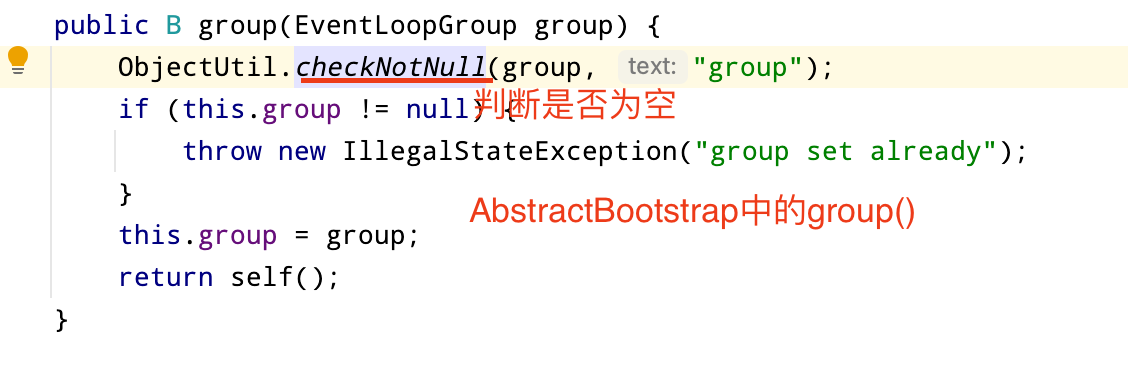 public B group(EventLoopGroup group) {
ObjectUtil.checkNotNull(group, text: "group");
if (this.group != null) {
判断是否为空
throw new IllegalStateException("group set already");
}
AbstractBootstrap中的group()
this.group = group;
return self();
}